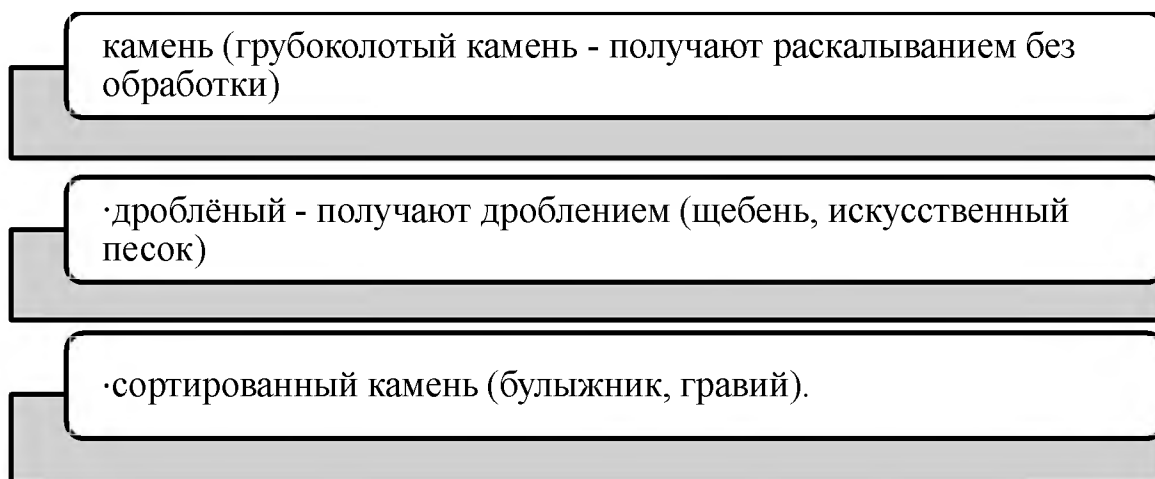 камень (грубоколотый камень - получают раскалыванием без
обработки)
·дроблёный - получают дроблением (щебень, искусственный
песок)
·сортированный камень (булыжник, гравий).